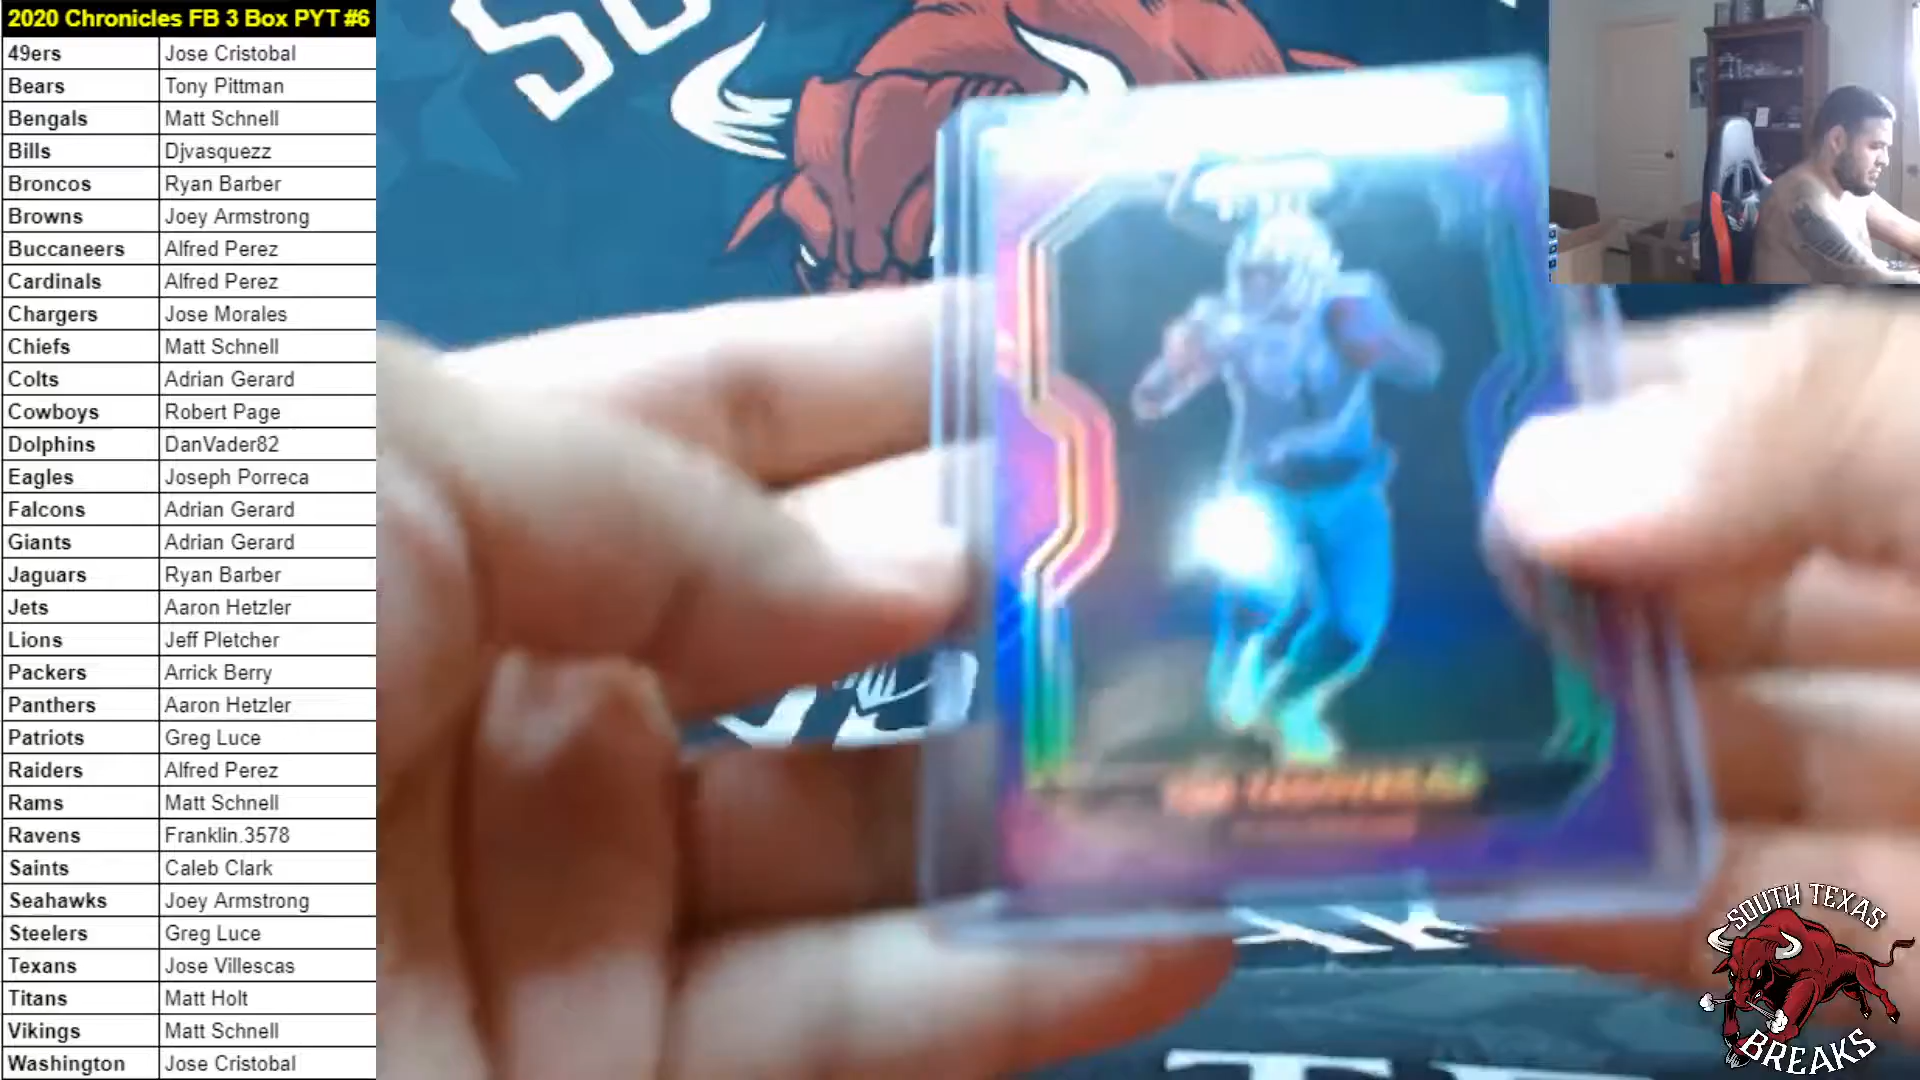 2020 Chronicles FB 3 Box PYT #6
49ers Jose Cristobal
Bears Tony Pittman
Bengals Matt Schnell
Bills Djvasquezz
Broncos Ryan Barber
Browns Joey Armstrong
Buccaneers Alfred Perez
Cardinals Alfred Perez
Chargers Jose Morales
Chiefs Matt Schnell
Colts Adrian Gerard
Cowboys Robert Page
Dolphins DanVader82
Eagles Joseph Porreca
Falcons Adrian Gerard
Giants Adrian Gerard
Jaguars Ryan Barber
Jets Aaron Hetzler
Lions Jeff Pletcher
Packers Arrick Berry
Panthers Aaron Hetzler
Patriots Greg Luce
Raiders Alfred Perez
Rams Matt Schnell
Ravens Franklin.3578
Saints Caleb Clark
Seahawks Joey Armstrong
Steelers Greg Luce
Texans Jose Villescas
Titans Matt Holt
Vikings Matt Schnell
Washington Jose Cristobal
SOUTH TEXAS
BREAKS